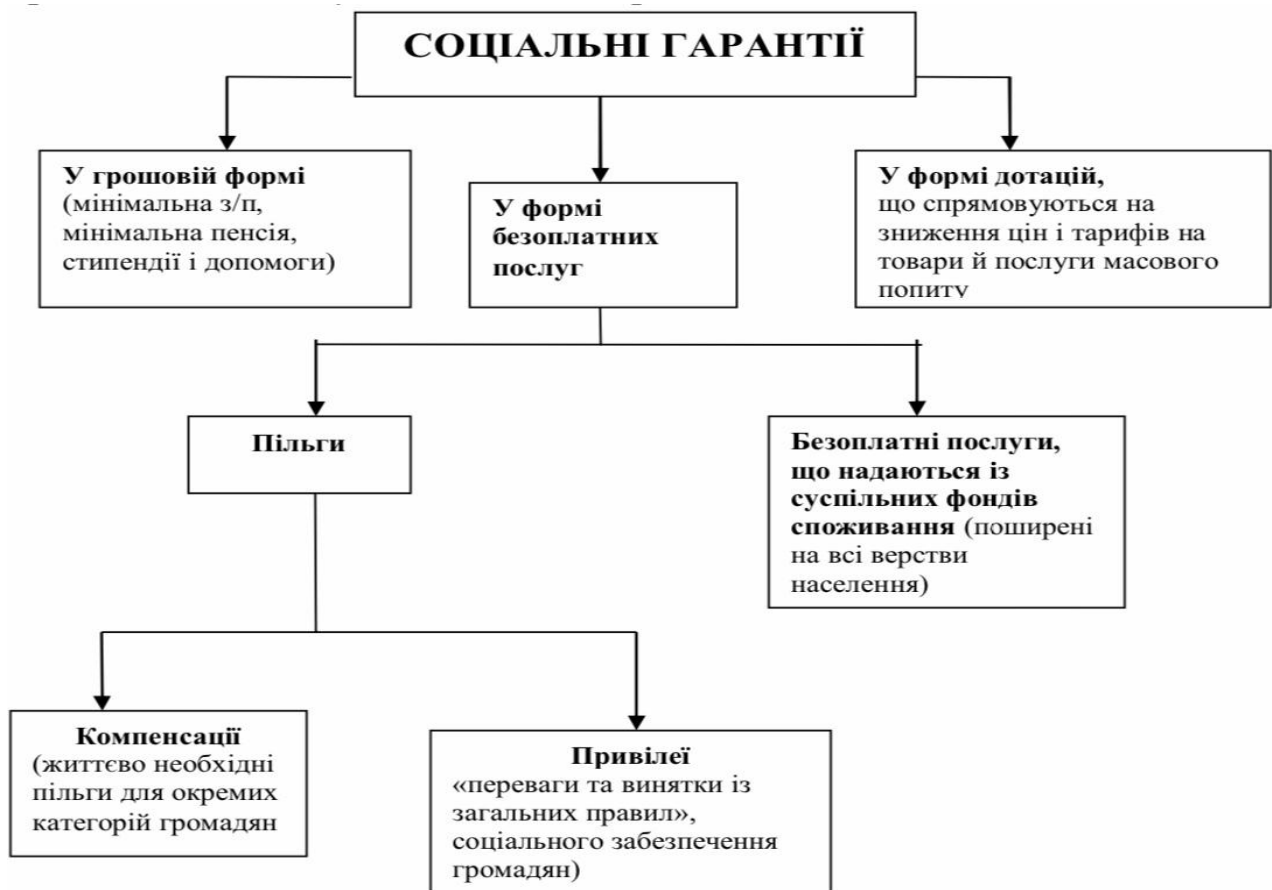 СОЦІАЛЬНІ ГАРАНТІЇ
У грошовій формі
(мінімальна з/п,
мінімальна пенсія,
стипендії і допомоги)
У формі
безоплатних
послуг
У формі дотацій,
що спрямовуються на
зниження цін і тарифів на
товари й послуги масового
попиту
Пільги
Безоплатні послуги,
що надаються із
суспільних фондів
споживання (поширені
на всі верстви
населення)
Компенсації
(життєво необхідні
пільги для окремих
категорій громадян
Привілеї
«переваги та винятки із
загальних правил»,
соціального забезпечення
громадян)